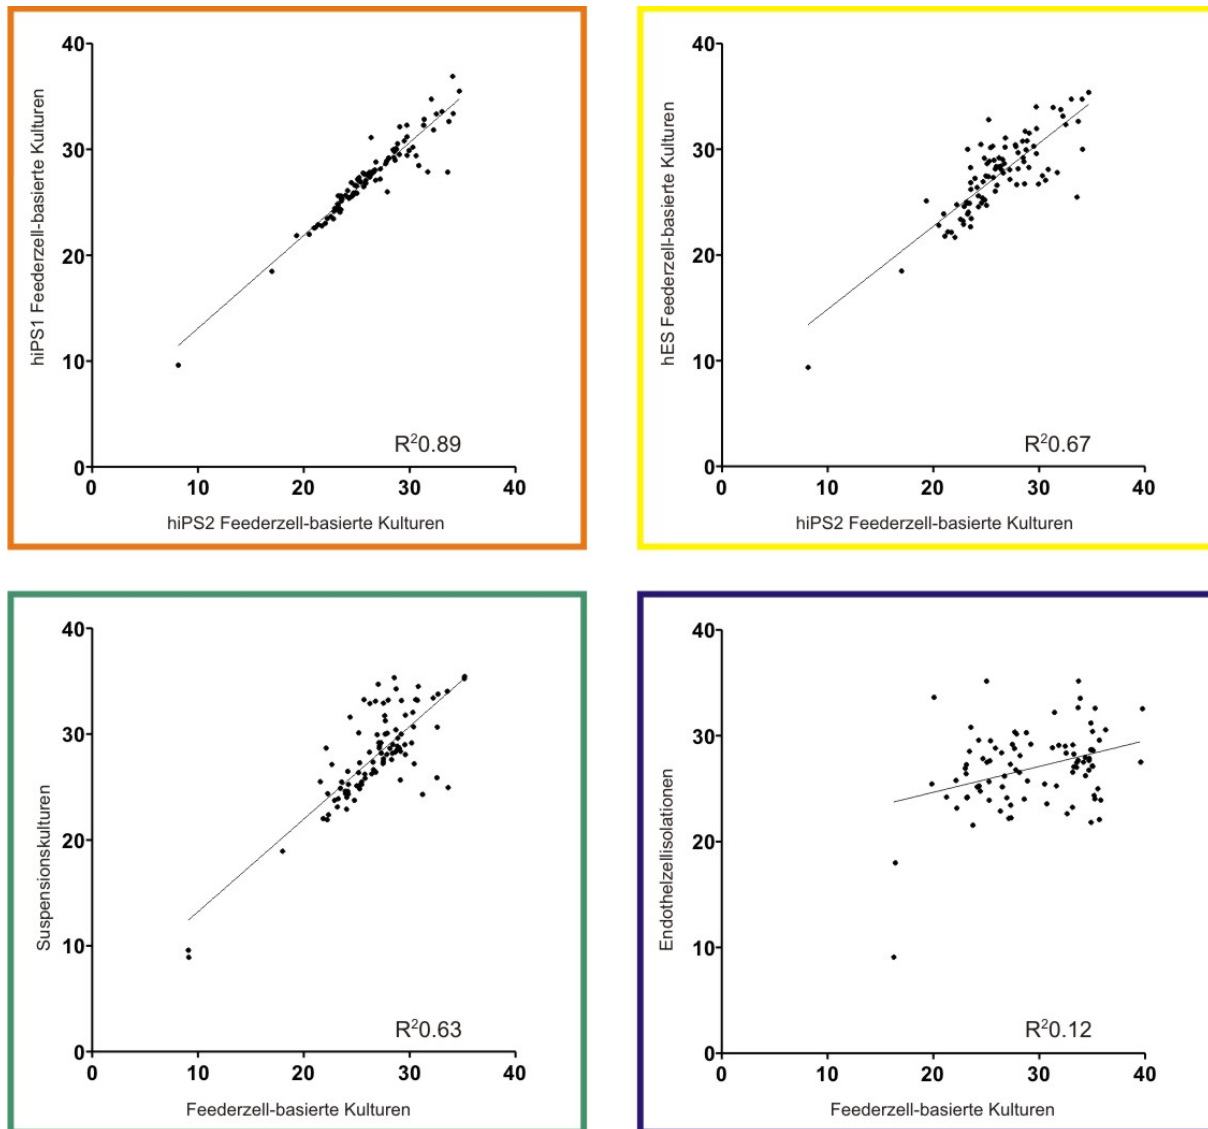 40
30
20
10
0
hiPS1 Feederzell-basierte Kulturen
R²0.89
0 10 20 30 40
hiPS2 Feederzell-basierte Kulturen
40
30
20
10
0
hES Feederzell-basierte Kulturen
R²0.67
0 10 20 30 40
hiPS2 Feederzell-basierte Kulturen
40
30
20
10
0
Suspensionskulturen
R²0.63
0 10 20 30 40
Feederzell-basierte Kulturen
40
30
20
10
0
Endothelzellisolationen
R²0.12
0 10 20 30 40
Feederzell-basierte Kulturen